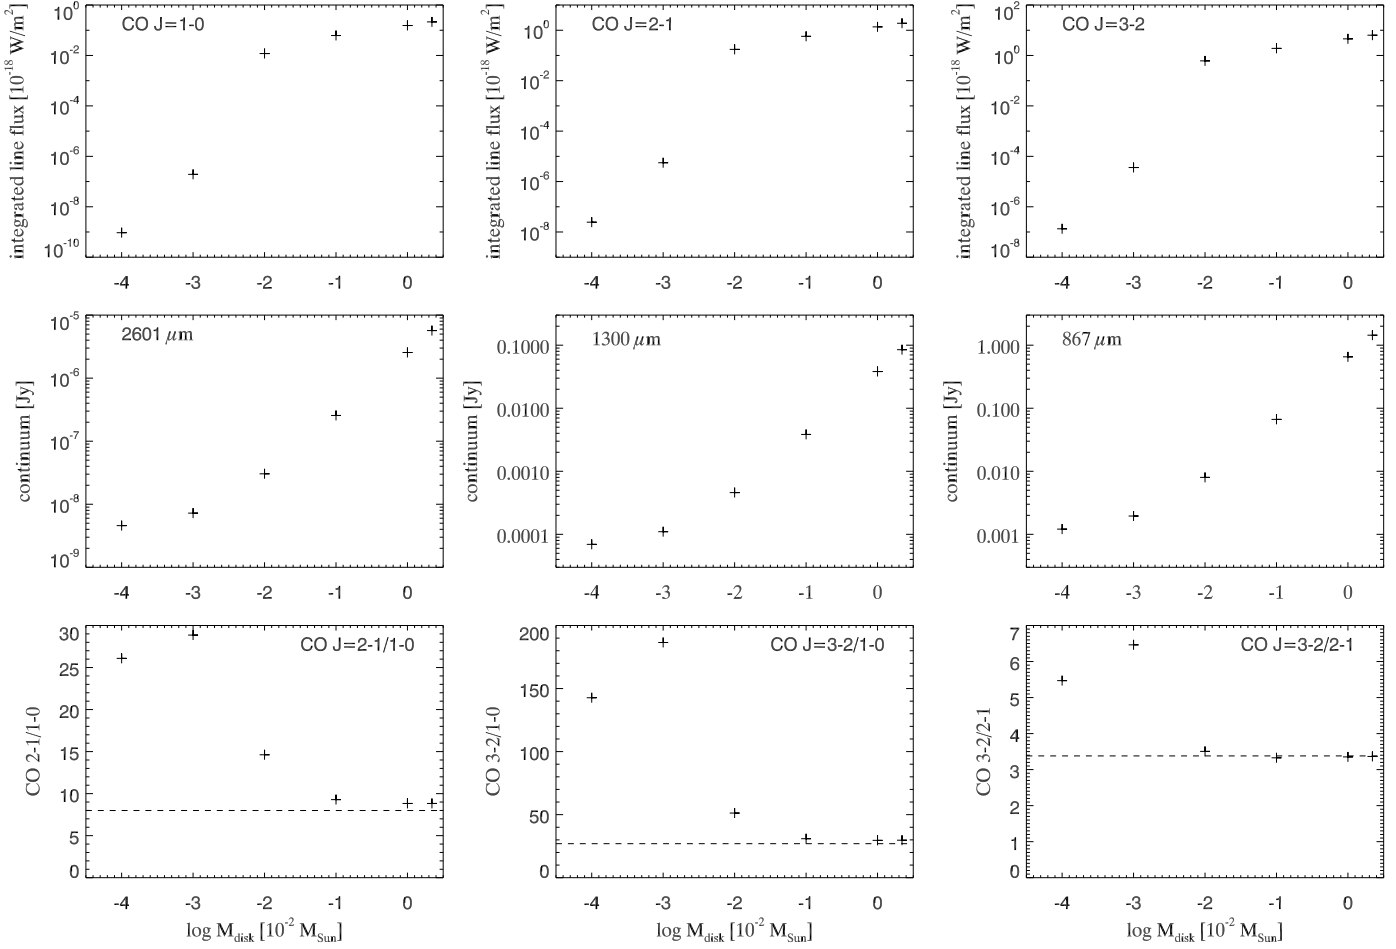 integrated line flux [10^-18 W/m^2]
CO J=1-0
10^0
10^-2
10^-4
10^-6
10^-8
10^-10
-4 -3 -2 -1 0
integrated line flux [10^-18 W/m^2]
CO J=2-1
10^0
10^-2
10^-4
10^-6
10^-8
-4 -3 -2 -1 0
integrated line flux [10^-18 W/m^2]
CO J=3-2
10^2
10^0
10^-2
10^-4
10^-6
10^-8
-4 -3 -2 -1 0
continuum [Jy]
2601 μm
10^-5
10^-6
10^-7
10^-8
10^-9
-4 -3 -2 -1 0
continuum [Jy]
1300 μm
0.1000
0.0100
0.0010
0.0001
-4 -3 -2 -1 0
continuum [Jy]
867 μm
1.000
0.100
0.010
0.001
-4 -3 -2 -1 0
CO 2-1/1-0
CO J=2-1/1-0
30
25
20
15
10
5
0
-4 -3 -2 -1 0
log M_disk [10^-2 M_Sun]
CO 3-2/1-0
CO J=3-2/1-0
200
150
100
50
0
-4 -3 -2 -1 0
log M_disk [10^-2 M_Sun]
CO 3-2/2-1
CO J=3-2/2-1
7
6
5
4
3
2
1
0
-4 -3 -2 -1 0
log M_disk [10^-2 M_Sun]